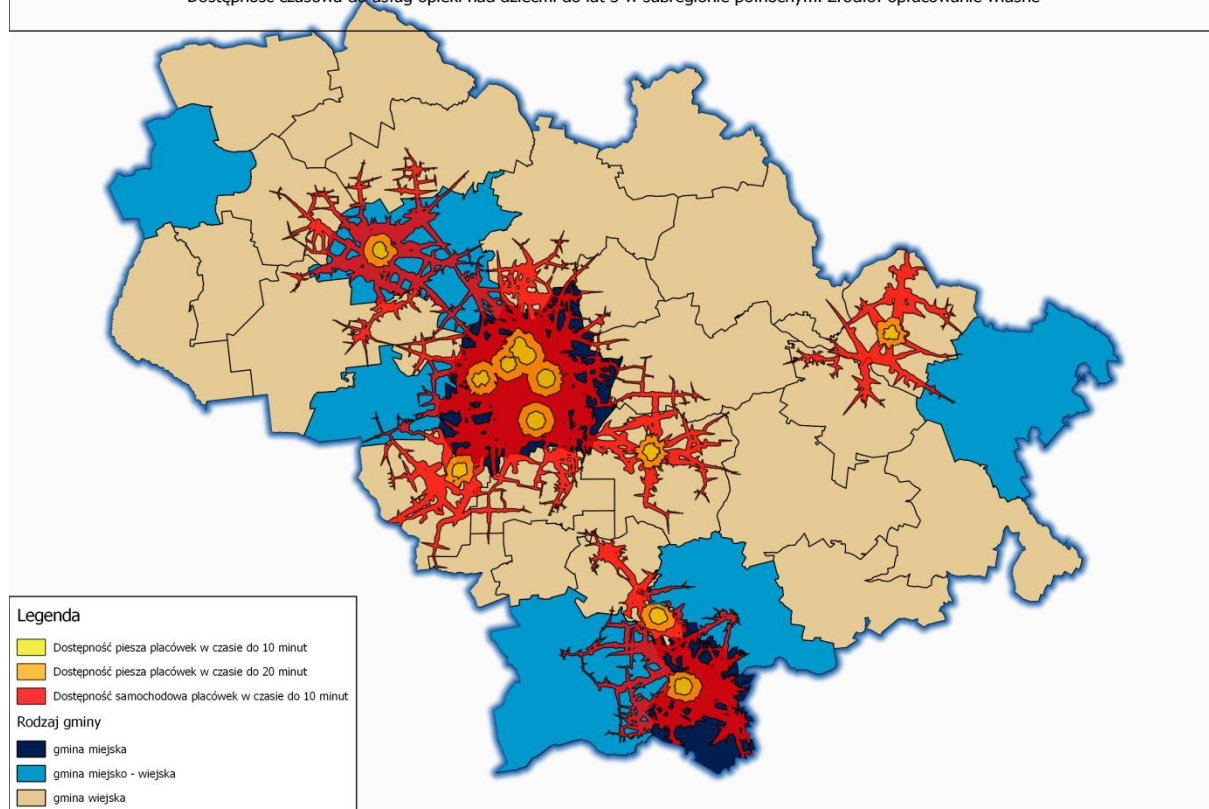 Dostępność czasowa do usług opieki nad dziećmi do lat 3 w subregionie północnym. Źródło: opracowanie własne
Legenda
Dostępność piesza placówek w czasie do 10 minut
Dostępność piesza placówek w czasie do 20 minut
Dostępność samochodowa placówek w czasie do 10 minut
Rodzaj gminy
gmina miejska
gmina miejsko - wiejska
gmina wiejska